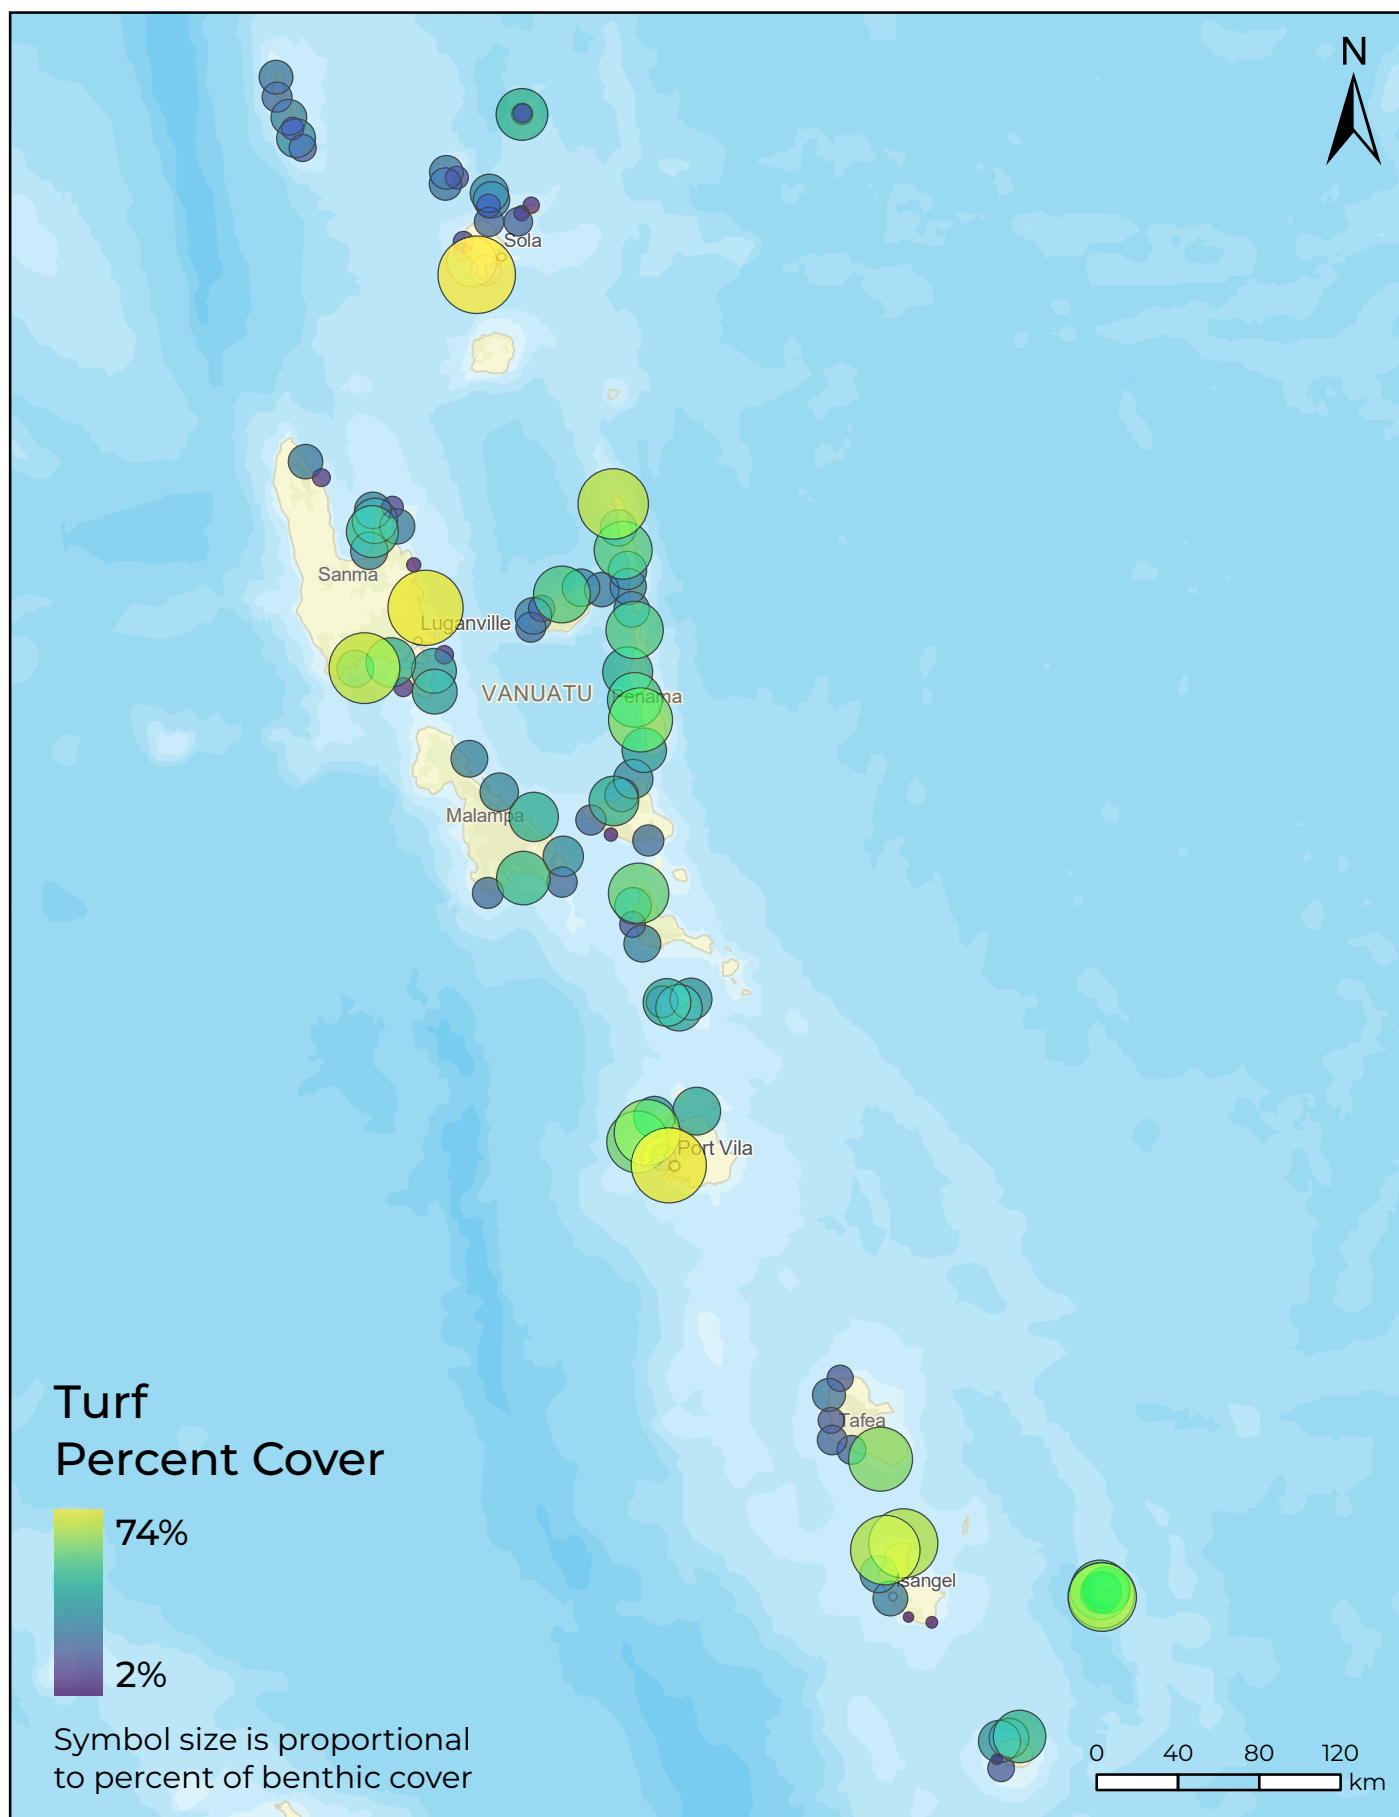 N
Sola
Sanma
Luganville
VANUATU
Penama
Malampa
Port Vila
Tafea
Isangel
Turf
Percent Cover
74%
2%
Symbol size is proportional
to percent of benthic cover
0 40 80 120
km